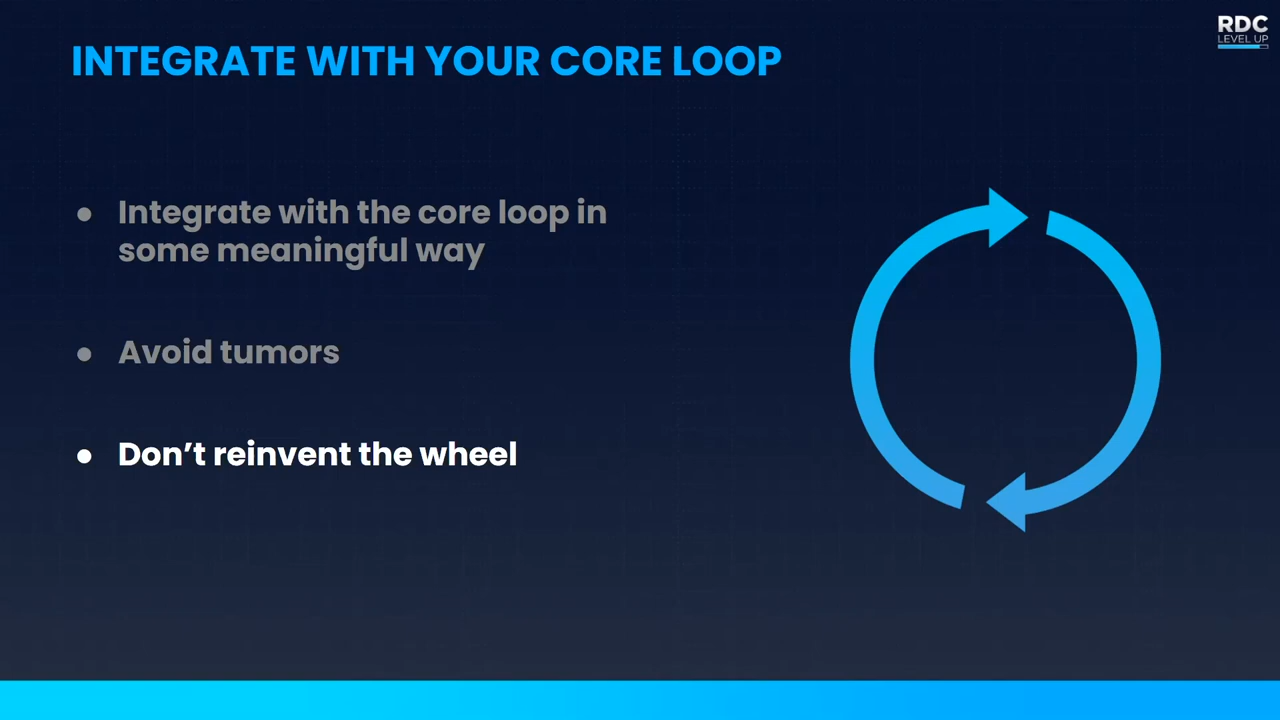 RDC
LEVEL UP
INTEGRATE WITH YOUR CORE LOOP
● Integrate with the core loop in
some meaningful way
● Avoid tumors
● Don’t reinvent the wheel